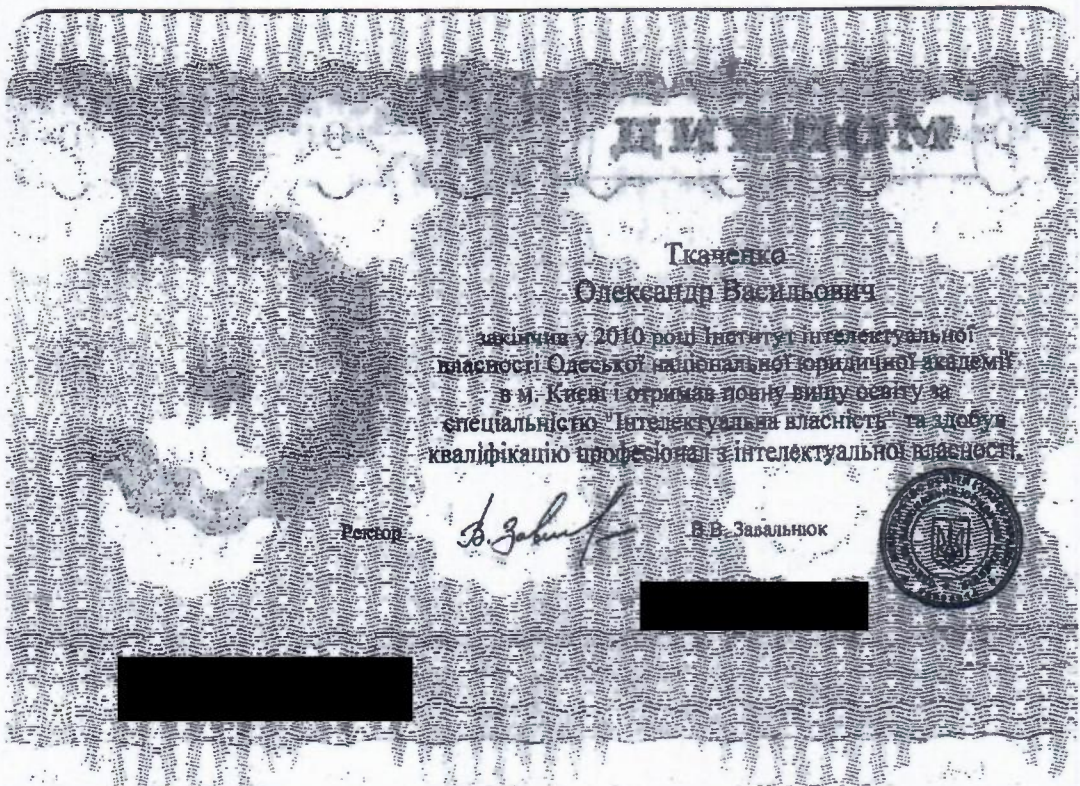 ДИПЛОМ
Ткаченко
Олександр Васильович
закінчив у 2010 році Інститут інтелектуальної
власності Одеської національної юридичної академії
в м. Києві і отримав повну вищу освіту за
спеціальністю "Інтелектуальна власність" та здобув
кваліфікацію професіонал з інтелектуальної власності.
Ректор В. Зав В.В. Завальнюк